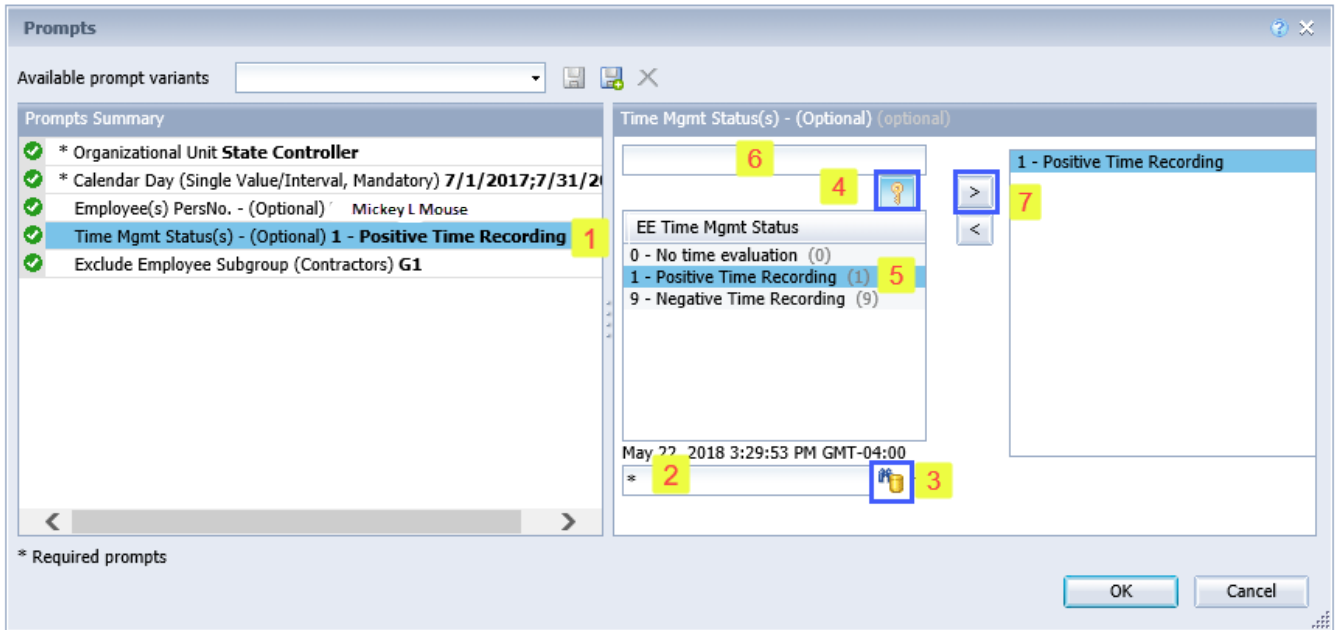 Prompts
Available prompt variants
Prompts Summary
* Organizational Unit State Controller
* Calendar Day (Single Value/Interval, Mandatory) 7/1/2017;7/31/20
Employee(s) PersNo. - (Optional) Mickey L Mouse
Time Mgmt Status(s) - (Optional) 1 - Positive Time Recording 1
Exclude Employee Subgroup (Contractors) G1
* Required prompts
Time Mgmt Status(s) - (Optional) (optional)
6
4
EE Time Mgmt Status
0 - No time evaluation (0)
1 - Positive Time Recording (1) 5
9 - Negative Time Recording (9)
May 22, 2018 3:29:53 PM GMT-04:00
* 2 3
> 7
<
1 - Positive Time Recording
OK Cancel